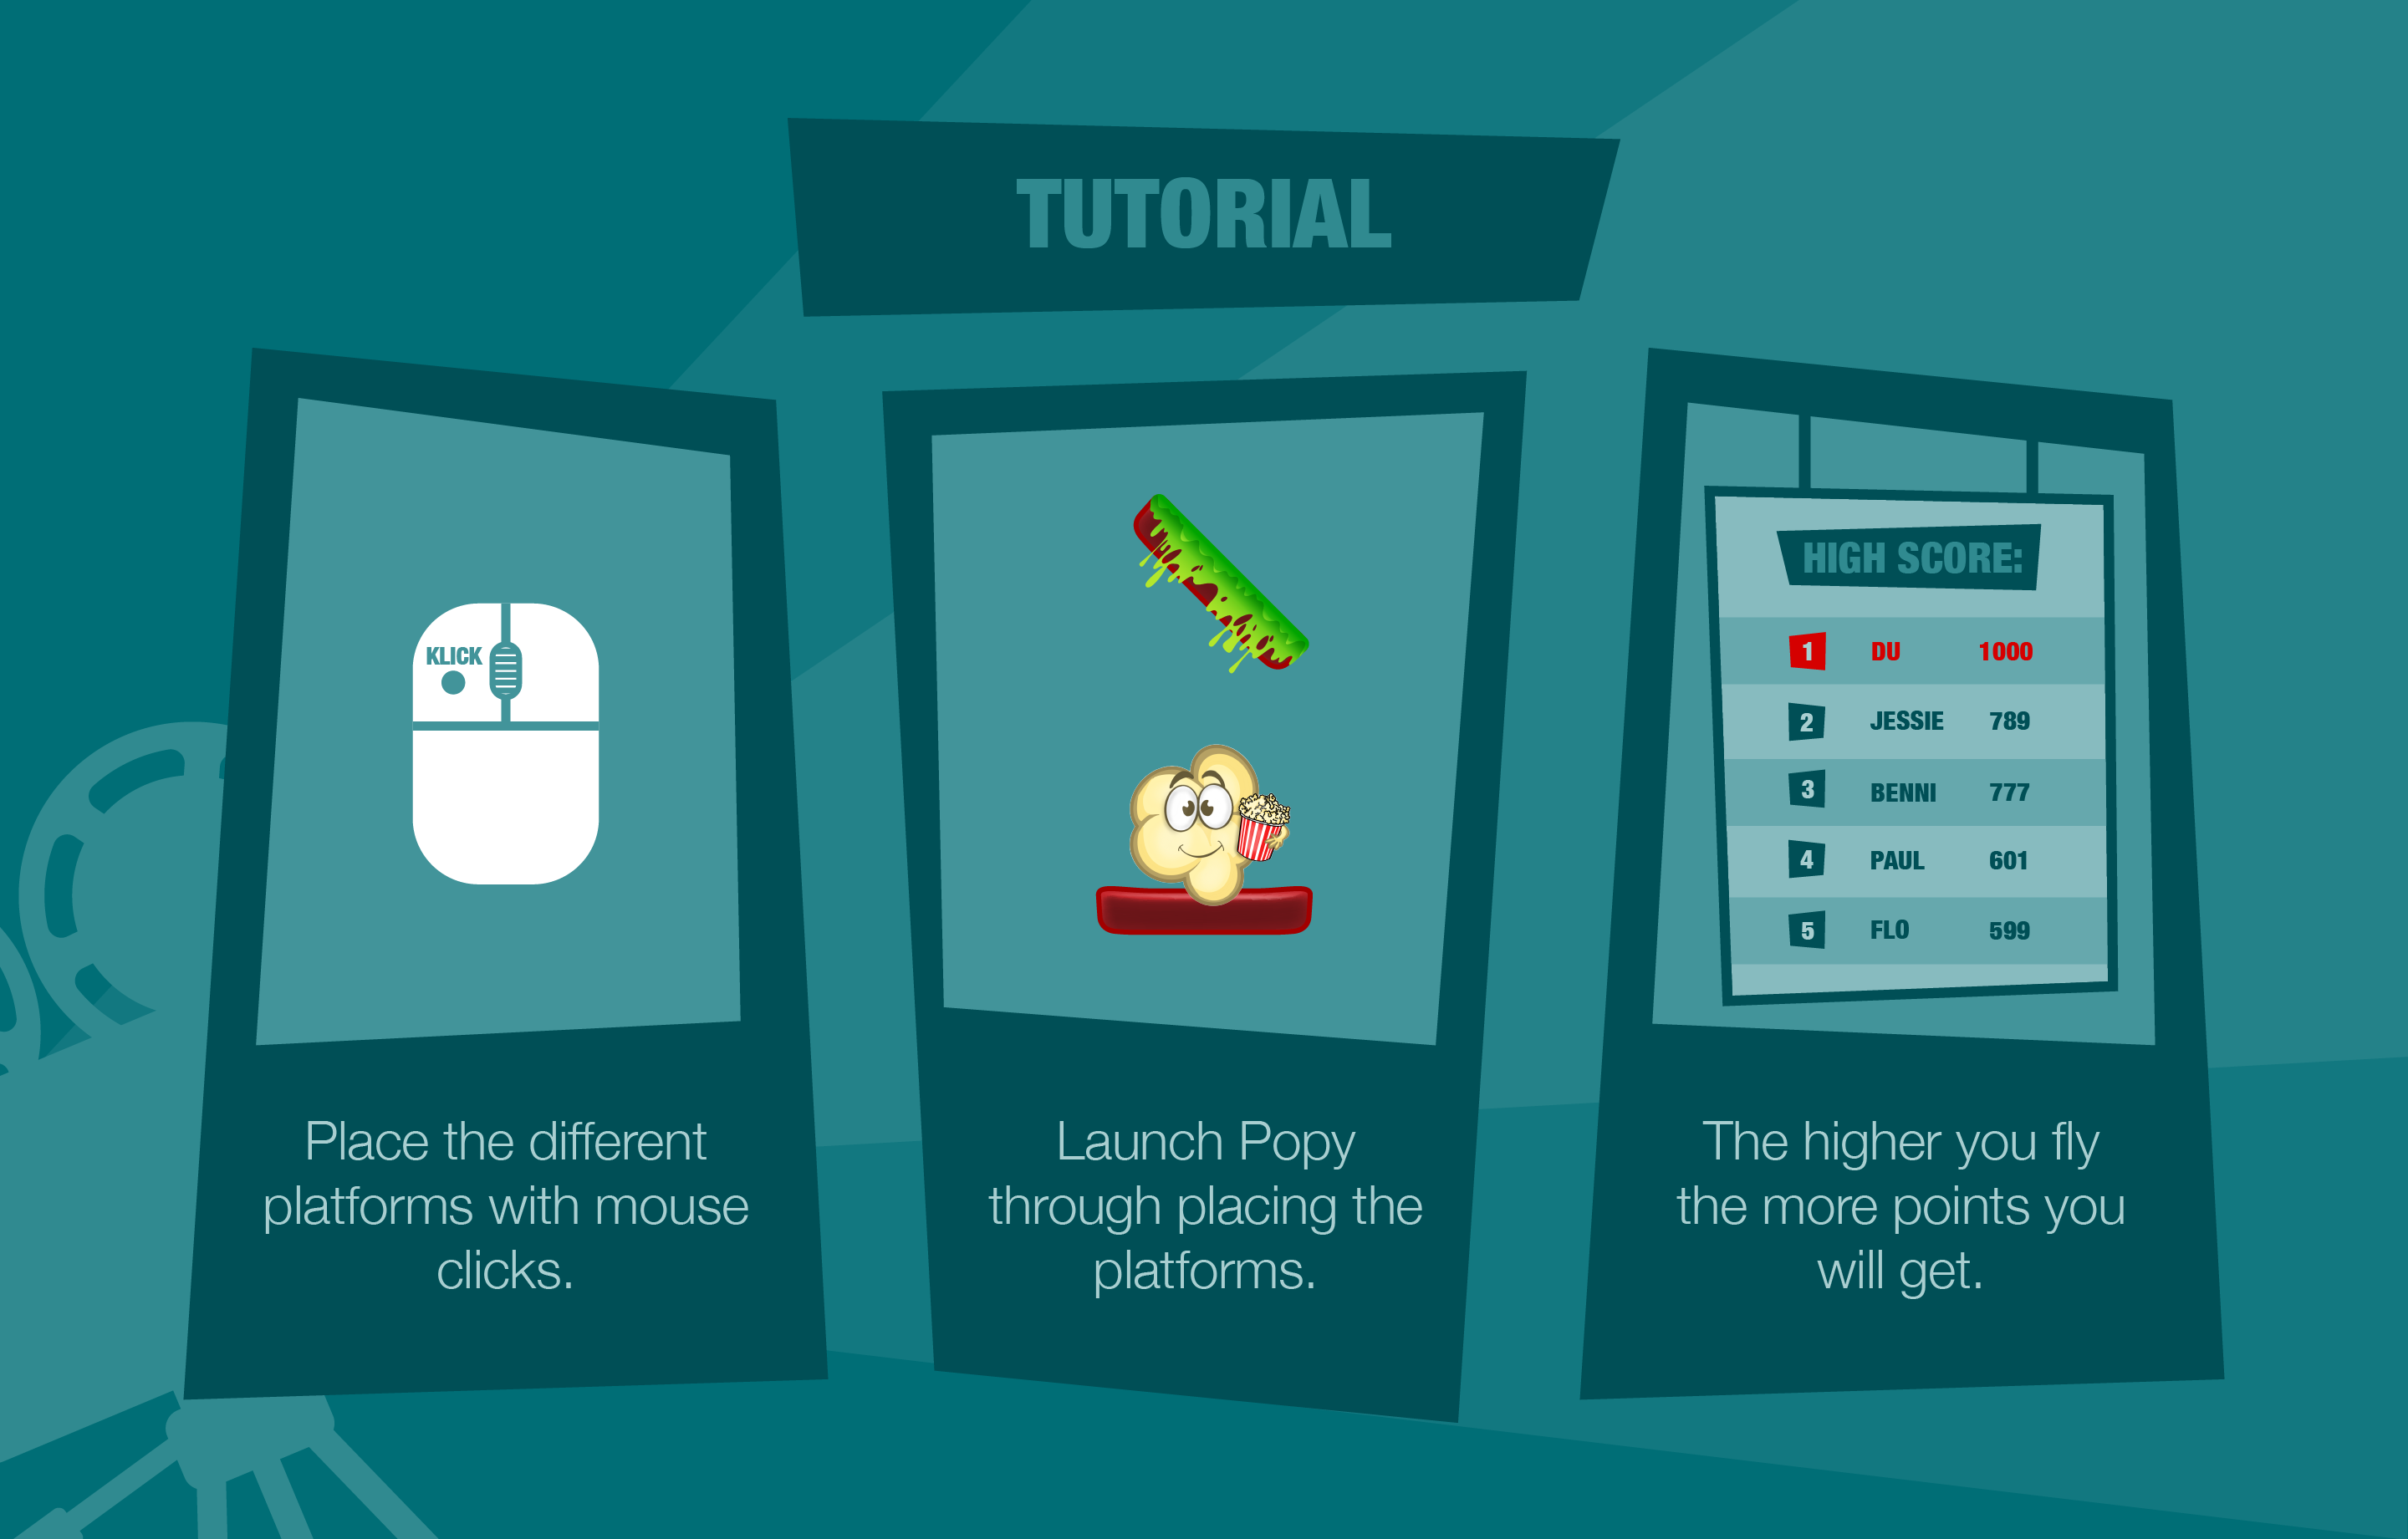 TUTORIAL
KLICK
Place the different
platforms with mouse
clicks.
Launch Popy
through placing the
platforms.
HIGH SCORE:
1 DU 1000
2 JESSIE 789
3 BENNI 777
4 PAUL 601
5 FLO 599
The higher you fly
the more points you
will get.